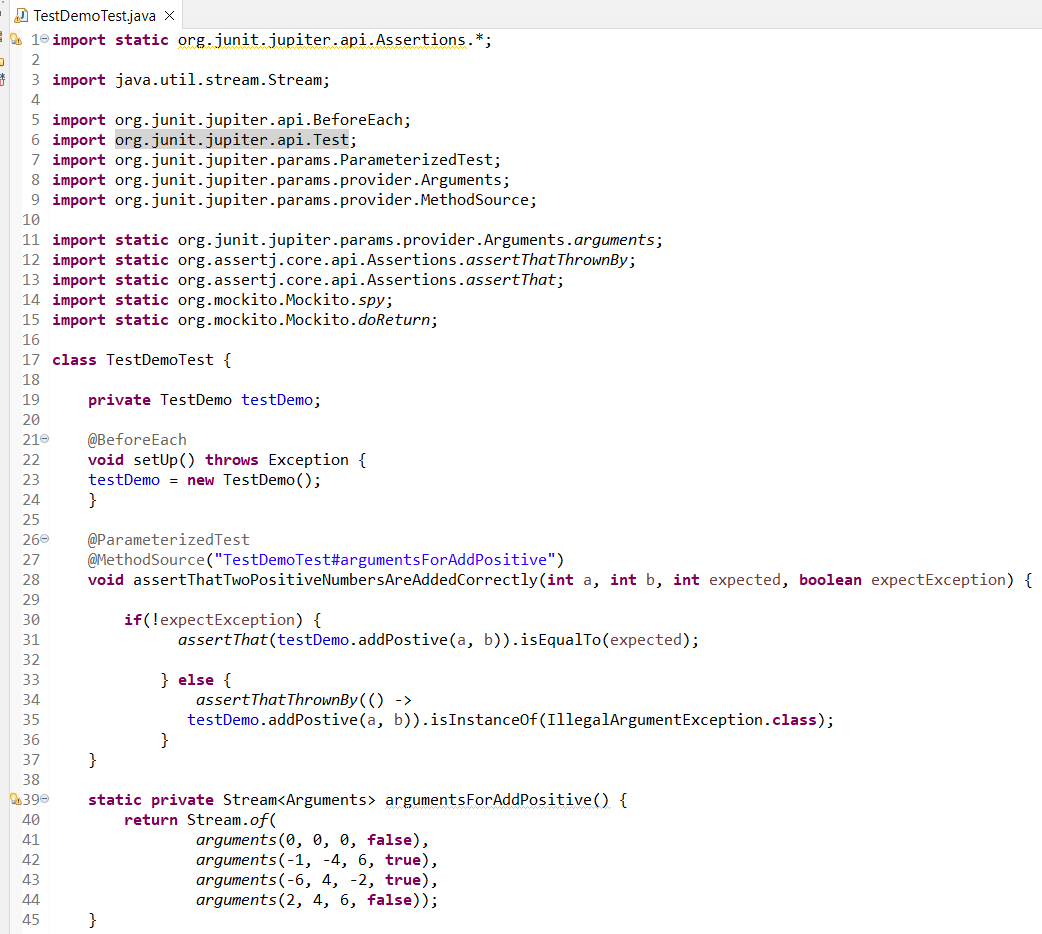 TestDemoTest.java
1 import static org.junit.jupiter.api.Assertions.*;
2
3 import java.util.stream.Stream;
4
5 import org.junit.jupiter.api.BeforeEach;
6 import org.junit.jupiter.api.Test;
7 import org.junit.jupiter.params.ParameterizedTest;
8 import org.junit.jupiter.params.provider.Arguments;
9 import org.junit.jupiter.params.provider.MethodSource;
10
11 import static org.junit.jupiter.params.provider.Arguments.arguments;
12 import static org.assertj.core.api.Assertions.assertThatThrownBy;
13 import static org.assertj.core.api.Assertions.assertThat;
14 import static org.mockito.Mockito.spy;
15 import static org.mockito.Mockito.doReturn;
16
17 class TestDemoTest {
18
19     private TestDemo testDemo;
20
21     @BeforeEach
22     void setUp() throws Exception {
23     testDemo = new TestDemo();
24     }
25
26     @ParameterizedTest
27     @MethodSource("TestDemoTest#argumentsForAddPositive")
28     void assertThatTwoPositiveNumbersAreAddedCorrectly(int a, int b, int expected, boolean expectException) {
29
30         if(!expectException) {
31               assertThat(testDemo.addPostive(a, b)).isEqualTo(expected);
32
33             } else {
34                 assertThatThrownBy(() ->
35                testDemo.addPostive(a, b)).isInstanceOf(IllegalArgumentException.class);
36             }
37     }
38
39     static private Stream<Arguments> argumentsForAddPositive() {
40         return Stream.of(
41                 arguments(0, 0, 0, false),
42                 arguments(-1, -4, 6, true),
43                 arguments(-6, 4, -2, true),
44                 arguments(2, 4, 6, false));
45     }